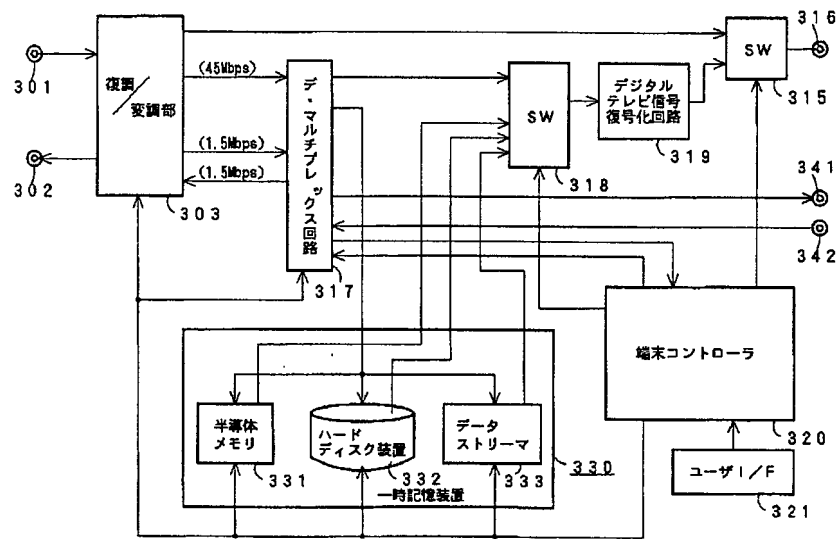 316
SW
315
301
復調
／
変調部
(45Mbps)
(1.5Mbps)
(1.5Mbps)
302
303
デ・マルチプレックス回路
317
SW
318
デジタル
テレビ信号
復号化回路
319
341
342
端末コントローラ
320
半導体
メモリ
331
ハード
ディスク装置
332
データ
ストリーマ
333
330
一時記憶装置
ユーザI/F
321